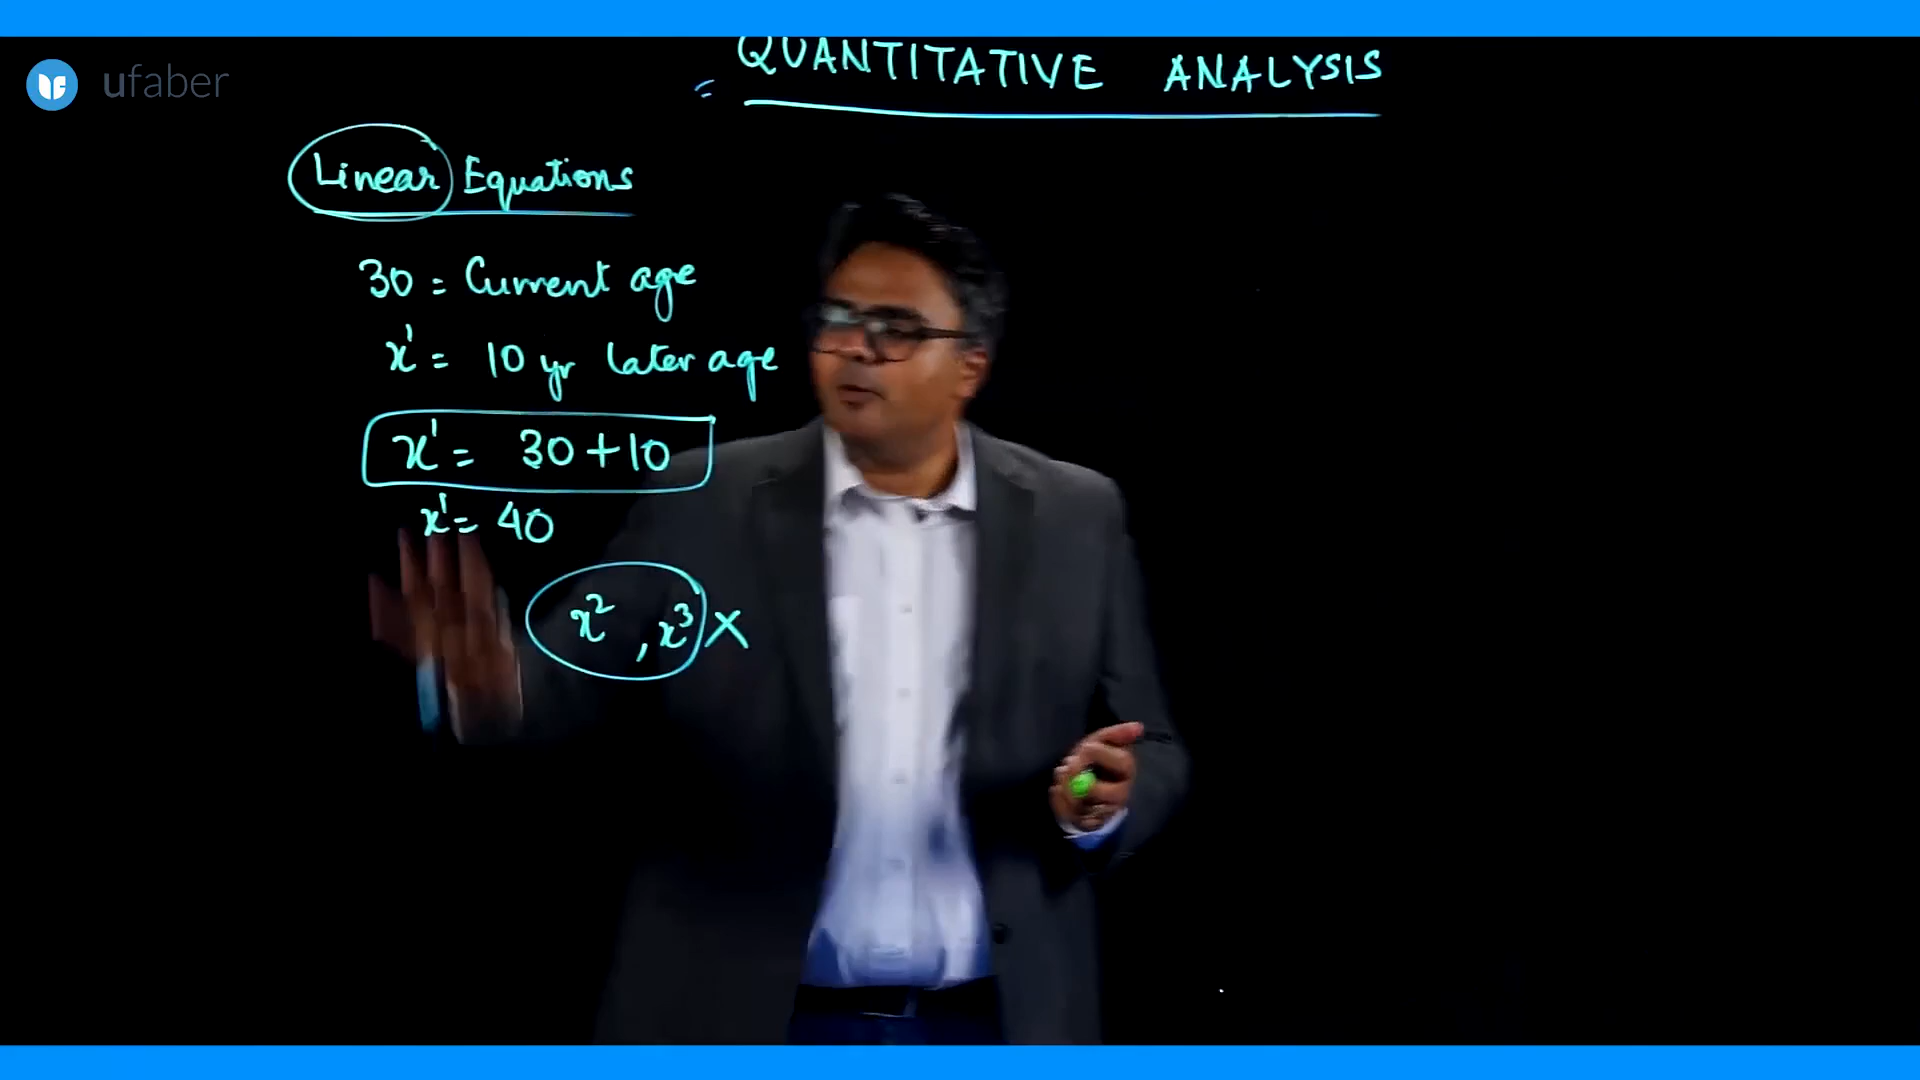 ufaber
= QUANTITATIVE ANALYSIS
Linear Equations
30 = Current age
x¹ = 10 yr later age
x¹ = 30 + 10
x¹ = 40
x², x³ X